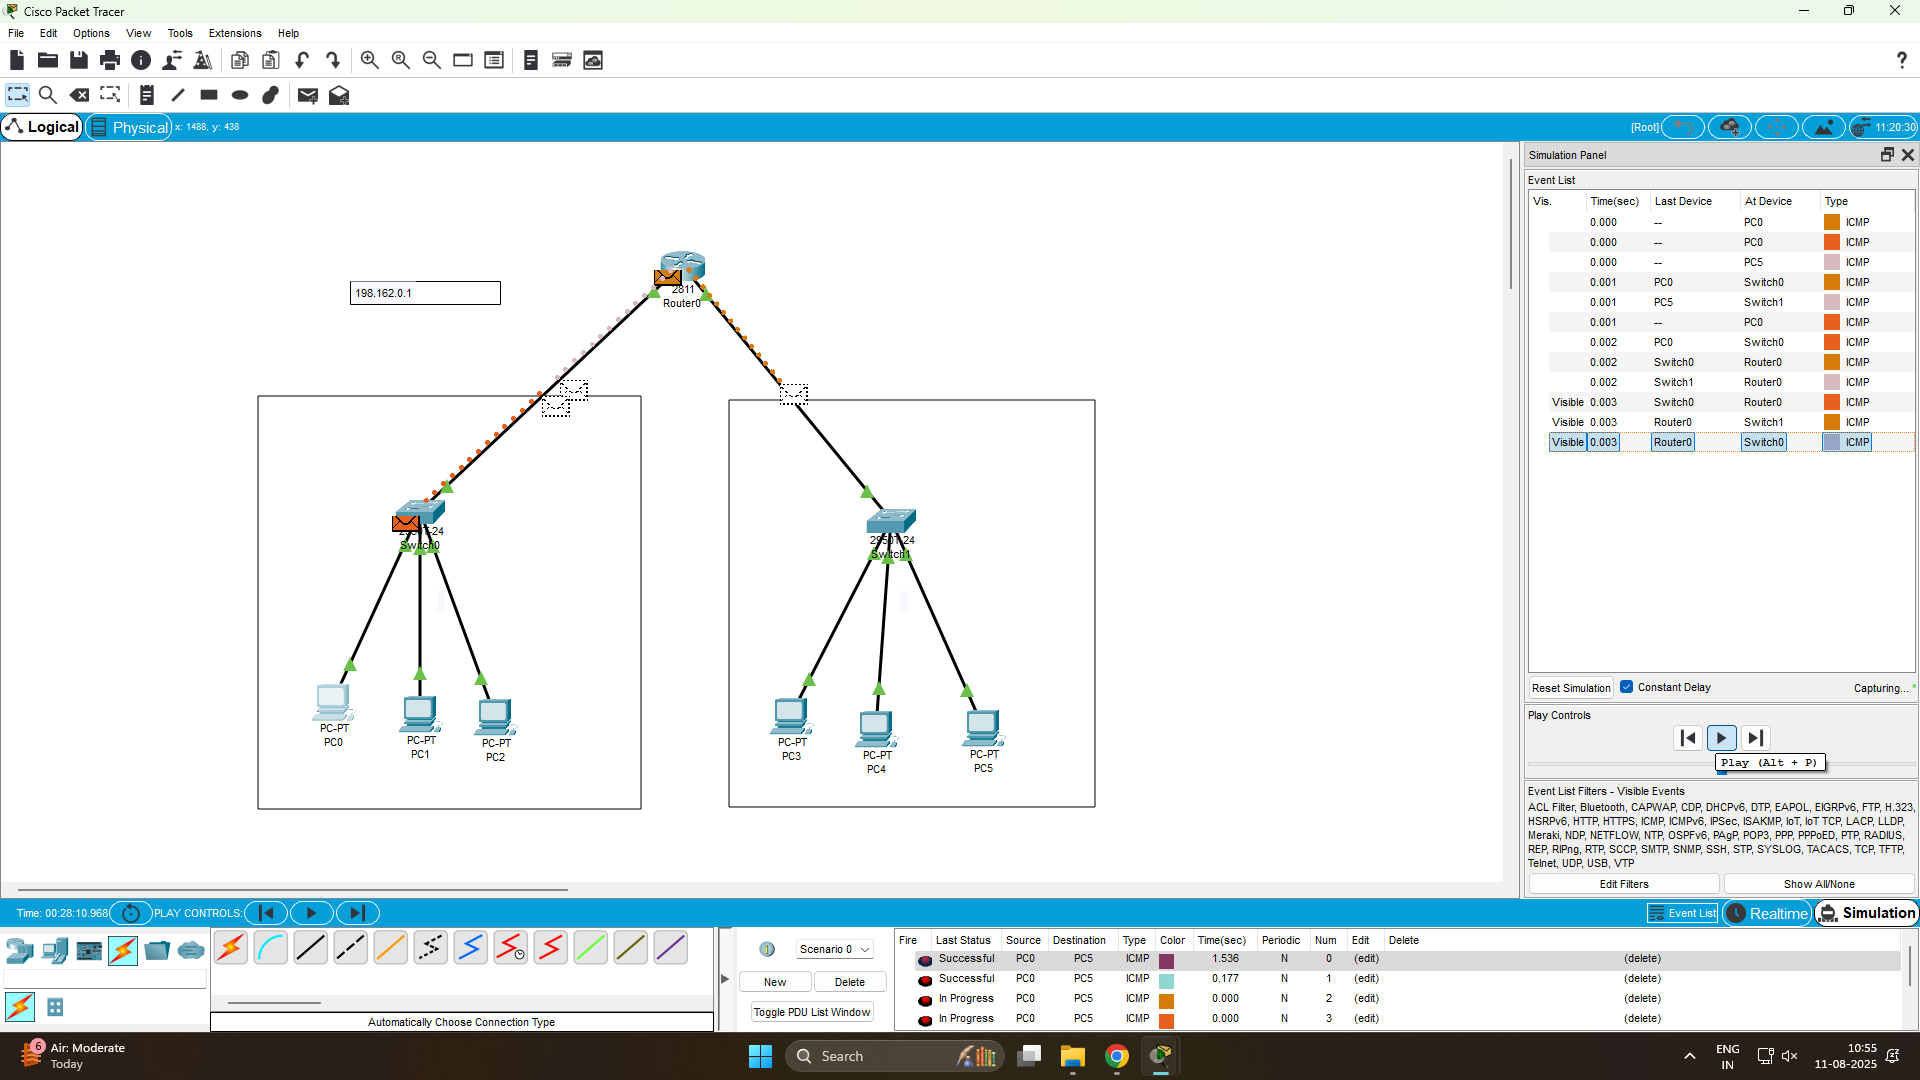 Cisco Packet Tracer
File Edit Options View Tools Extensions Help
Logical Physical x: 1488, y: 438 [Root] 11:20:30
198.162.0.1
2811
Router0
Switch0
2950T-24
Switch1
PC-PT
PC0
PC-PT
PC1
PC-PT
PC2
PC-PT
PC3
PC-PT
PC4
PC-PT
PC5
Simulation Panel
Event List
Vis. Time(sec) Last Device At Device Type
0.000 -- PC0 ICMP
0.000 -- PC0 ICMP
0.000 -- PC5 ICMP
0.001 PC0 Switch0 ICMP
0.001 PC5 Switch1 ICMP
0.001 -- PC0 ICMP
0.002 PC0 Switch0 ICMP
0.002 Switch0 Router0 ICMP
0.002 Switch1 Router0 ICMP
Visible 0.003 Switch0 Router0 ICMP
Visible 0.003 Router0 Switch1 ICMP
Visible 0.003 Router0 Switch0 ICMP
Reset Simulation Constant Delay Capturing...
Play Controls
Play (Alt + P)
Event List Filters - Visible Events
ACL Filter, Bluetooth, CAPWAP, CDP, DHCPv6, DTP, EAPOL, EIGRPv6, FTP, H.323,
HSRPv6, HTTP, HTTPS, ICMP, ICMPv6, IPSec, ISAKMP, IoT, IoT TCP, LACP, LLDP,
Meraki, NDP, NETFLOW, NTP, OSPFv6, PAgP, POP3, PPP, PPPoED, PTP, RADIUS,
REP, RIPng, RTP, SCCP, SMTP, SNMP, SSH, STP, SYSLOG, TACACS, TCP, TFTP,
Telnet, UDP, USB, VTP
Edit Filters Show All/None
Time: 00:28:10.968 PLAY CONTROLS: Event List Realtime Simulation
Automatically Choose Connection Type
Scenario 0
New Delete
Toggle PDU List Window
Fire Last Status Source Destination Type Color Time(sec) Periodic Num Edit Delete
Successful PC0 PC5 ICMP 1.536 N 0 (edit) (delete)
Successful PC0 PC5 ICMP 0.177 N 1 (edit) (delete)
In Progress PC0 PC5 ICMP 0.000 N 2 (edit) (delete)
In Progress PC0 PC5 ICMP 0.000 N 3 (edit) (delete)
6 Air: Moderate
Today
Search
ENG
IN
10:55
11-08-2025